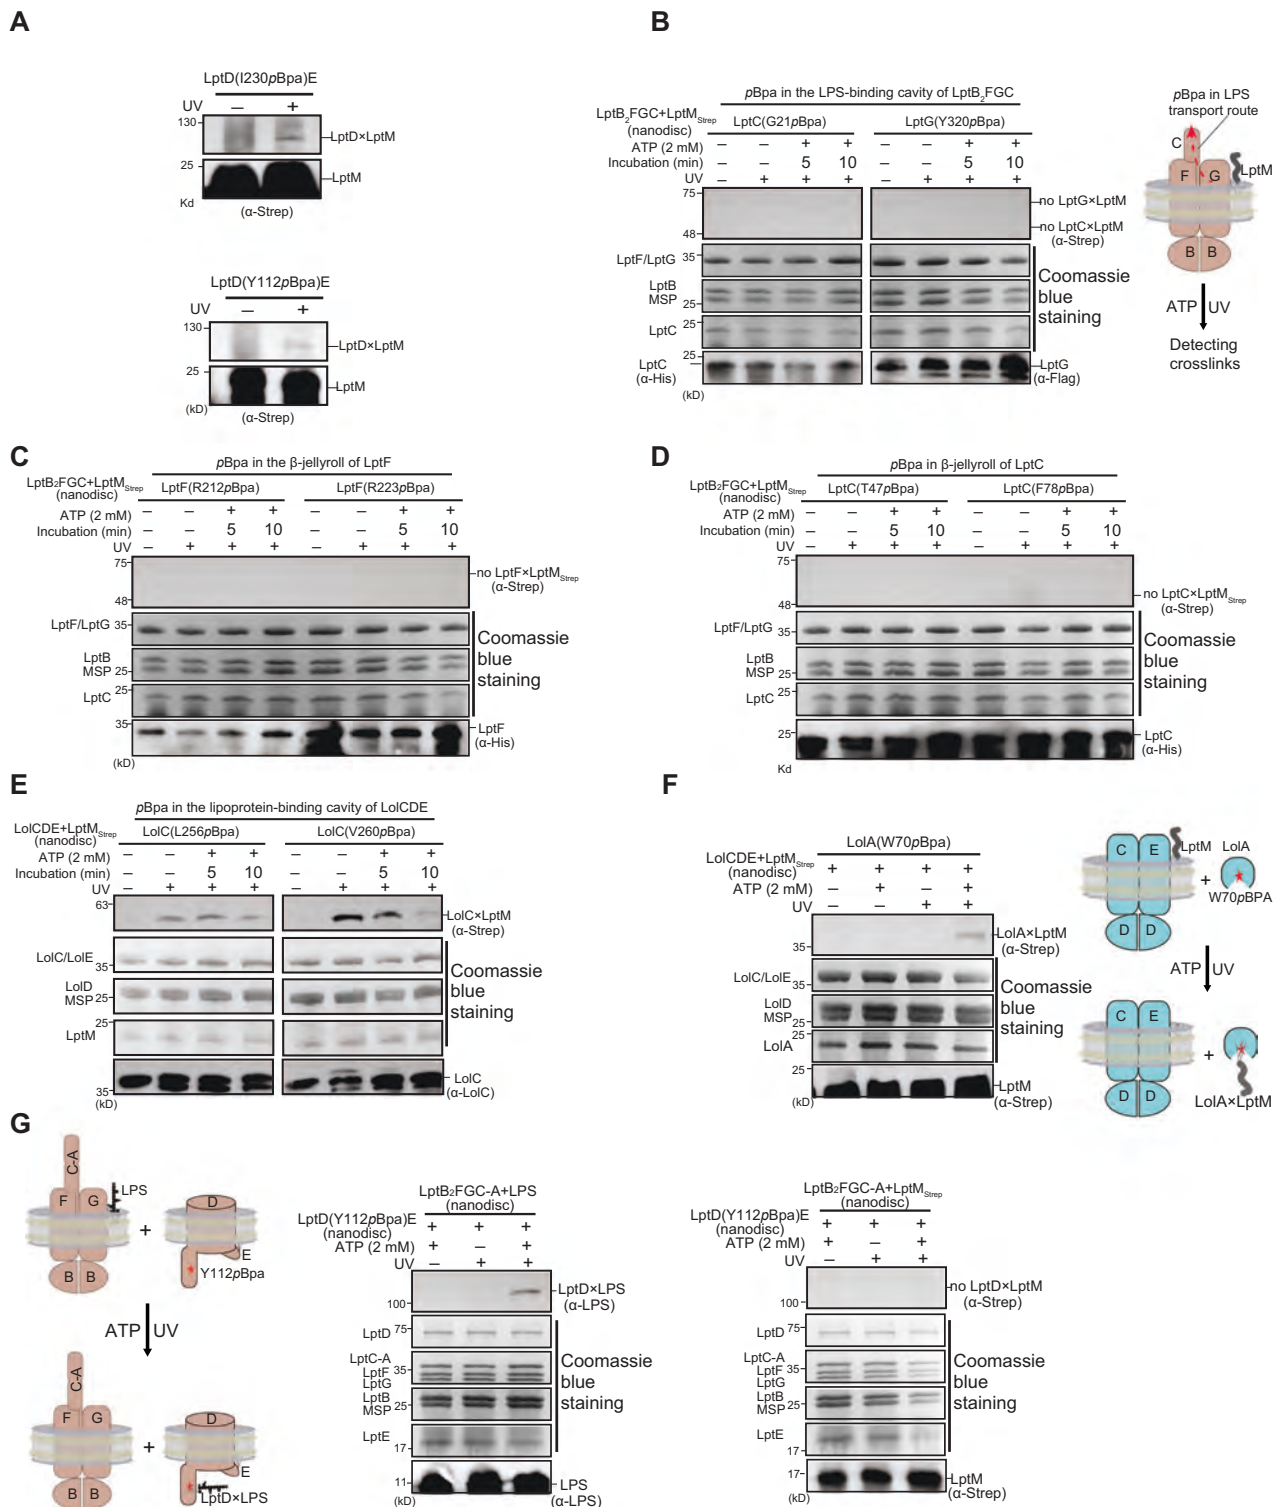 A
LptD(I230pBpa)E
UV – +
130
LptD×LptM
25
LptM
Kd
(α-Strep)
LptD(Y112pBpa)E
UV – +
130
LptD×LptM
25
LptM
(kD)
(α-Strep)
B
pBpa in the LPS-binding cavity of LptB2FGC
LptB2FGC+LptMStrep
(nanodisc)
LptC(G21pBpa) LptG(Y320pBpa)
ATP (2 mM) – – + + – – + +
Incubation (min) – – 5 10 – – 5 10
UV – + + + – + + +
75
no LptG×LptM
no LptC×LptM
(α-Strep)
48
LptF/LptG 35
LptB
MSP 25
LptC
Coomassie
blue
staining
25
LptC
(α-His)
LptG
(α-Flag)
(kD)
pBpa in LPS
transport route
C
F G LptM
B B
ATP UV
Detecting
crosslinks
C
pBpa in the β-jellyroll of LptF
LptB2FGC+LptMStrep
(nanodisc)
LptF(R212pBpa) LptF(R223pBpa)
ATP (2 mM) – – + + – – + +
Incubation (min) – – 5 10 – – 5 10
UV – + + + – + + +
75
no LptF×LptMStrep
(α-Strep)
48
LptF/LptG 35
LptB
MSP 25
25
LptC
Coomassie
blue
staining
35
LptF
(α-His)
(kD)
D
pBpa in β-jellyroll of LptC
LptB2FGC+LptMStrep
(nanodisc)
LptC(T47pBpa) LptC(F78pBpa)
ATP (2 mM) – – + + – – + +
Incubation (min) – – 5 10 – – 5 10
UV – + + + – + + +
75
no LptC×LptMStrep
(α-Strep)
48
LptF/LptG 35
LptB
MSP 25
25
LptC
Coomassie
blue
staining
25
LptC
(α-His)
Kd
E
pBpa in the lipoprotein-binding cavity of LolCDE
LolCDE+LptMStrep
(nanodisc)
LolC(L256pBpa) LolC(V260pBpa)
ATP (2 mM) – – + + – – + +
Incubation (min) – – 5 10 – – 5 10
UV – + + + – + + +
63
LolC×LptM
(α-Strep)
LolC/LolE 35
LolD
MSP 25
25
LptM
Coomassie
blue
staining
LolC
(α-LolC)
35
(kD)
F
LolA(W70pBpa)
LolCDE+LptMStrep
(nanodisc) + + + +
ATP (2 mM) – + – +
UV – – + +
LolA×LptM
(α-Strep)
35
LolC/LolE
35
LolD
MSP 25
LolA
Coomassie
blue
staining
25
LptM
(α-Strep)
(kD)
C E LptM LolA
+
W70pBPA
D D
ATP UV
C E
+
D D
LolA×LptM
G
C-A
F G LPS D
+
E
B B Y112pBpa
ATP UV
C-A
F G D
+
E
B B LptD×LPS
LptB2FGC-A+LPS
(nanodisc)
LptD(Y112pBpa)E
(nanodisc) + + +
ATP (2 mM) + – +
UV – + +
LptD×LPS
(α-LPS)
100
75
LptD
LptC-A
LptF 35
LptG
LptB
MSP 25
LptE
17
Coomassie
blue
staining
11
LPS
(α-LPS)
(kD)
LptB2FGC-A+LptMStrep
(nanodisc)
LptD(Y112pBpa)E
(nanodisc) + + +
ATP (2 mM) + – +
UV – + +
no LptD×LptM
(α-Strep)
100
75
LptD
LptC-A
LptF 35
LptG
LptB
MSP 25
LptE
17
Coomassie
blue
staining
17
LptM
(α-Strep)
(kD)